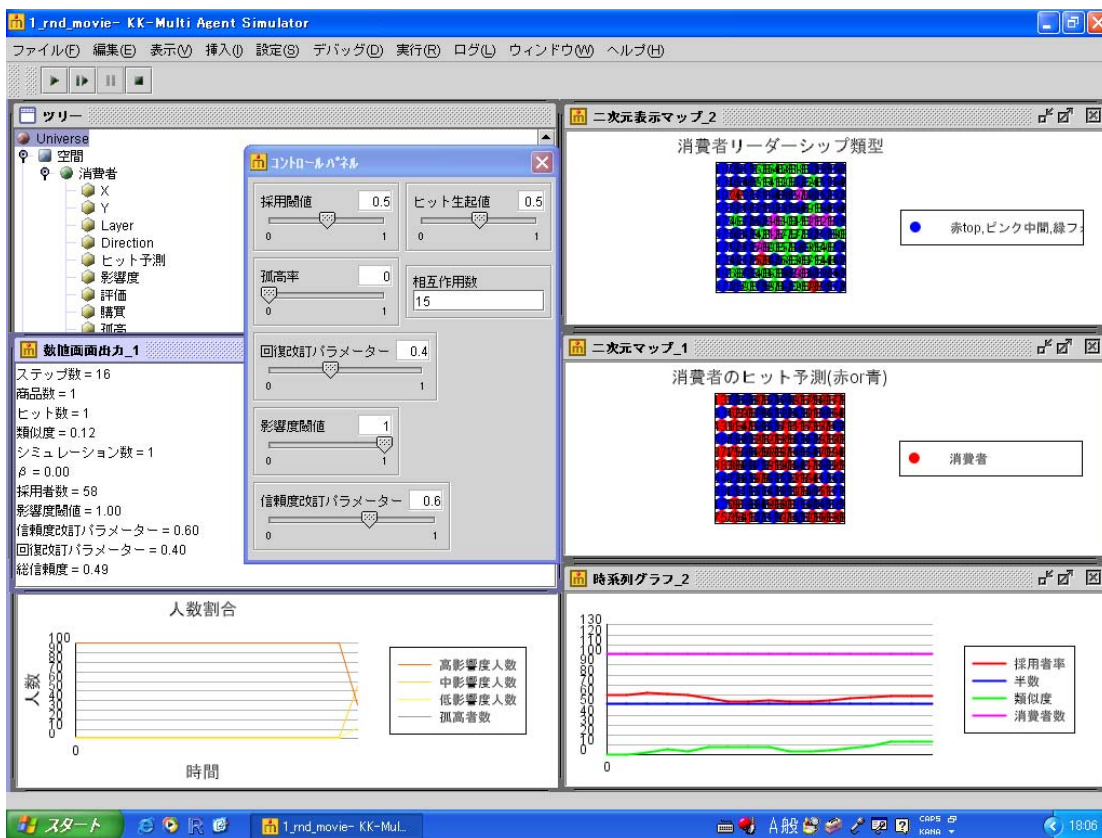 1_rnd_movie- KK-Multi Agent Simulator
ファイル(F) 編集(E) 表示(V) 挿入(I) 設定(S) デバッグ(D) 実行(R) ログ(L) ウィンドウ(W) ヘルプ(H)
ツリー
Universe
空間
消費者
X
Y
Layer
Direction
ヒット予測
影響度
評価
購買
孤高
コントロールパネル
採用閾値 0.5
0 1
ヒット生起値 0.5
0 1
孤高率 0
0 1
相互作用数
15
回復改訂パラメーター 0.4
0 1
影響度閾値 1
0 1
信頼度改訂パラメーター 0.6
0 1
数値画面出力_1
ステップ数 = 16
商品数 = 1
ヒット数 = 1
類似度 = 0.12
シミュレーション数 = 1
β = 0.00
採用者数 = 58
影響度閾値 = 1.00
信頼度改訂パラメーター = 0.60
回復改訂パラメーター = 0.40
総信頼度 = 0.49
人数割合
人数
100
90
80
70
60
50
40
30
20
10
0
0
時間
高影響度人数
中影響度人数
低影響度人数
孤高者数
二次元表示マップ_2
消費者リーダーシップ類型
赤top,ピンク中間,緑フォ
二次元マップ_1
消費者のヒット予測(赤or青)
消費者
時系列グラフ_2
130
120
110
100
90
80
70
60
50
40
30
20
10
0
0
採用者率
半数
類似度
消費者数
スタート
1_rnd_movie- KK-Mul...
A 般
CAPS
KANA
18:06